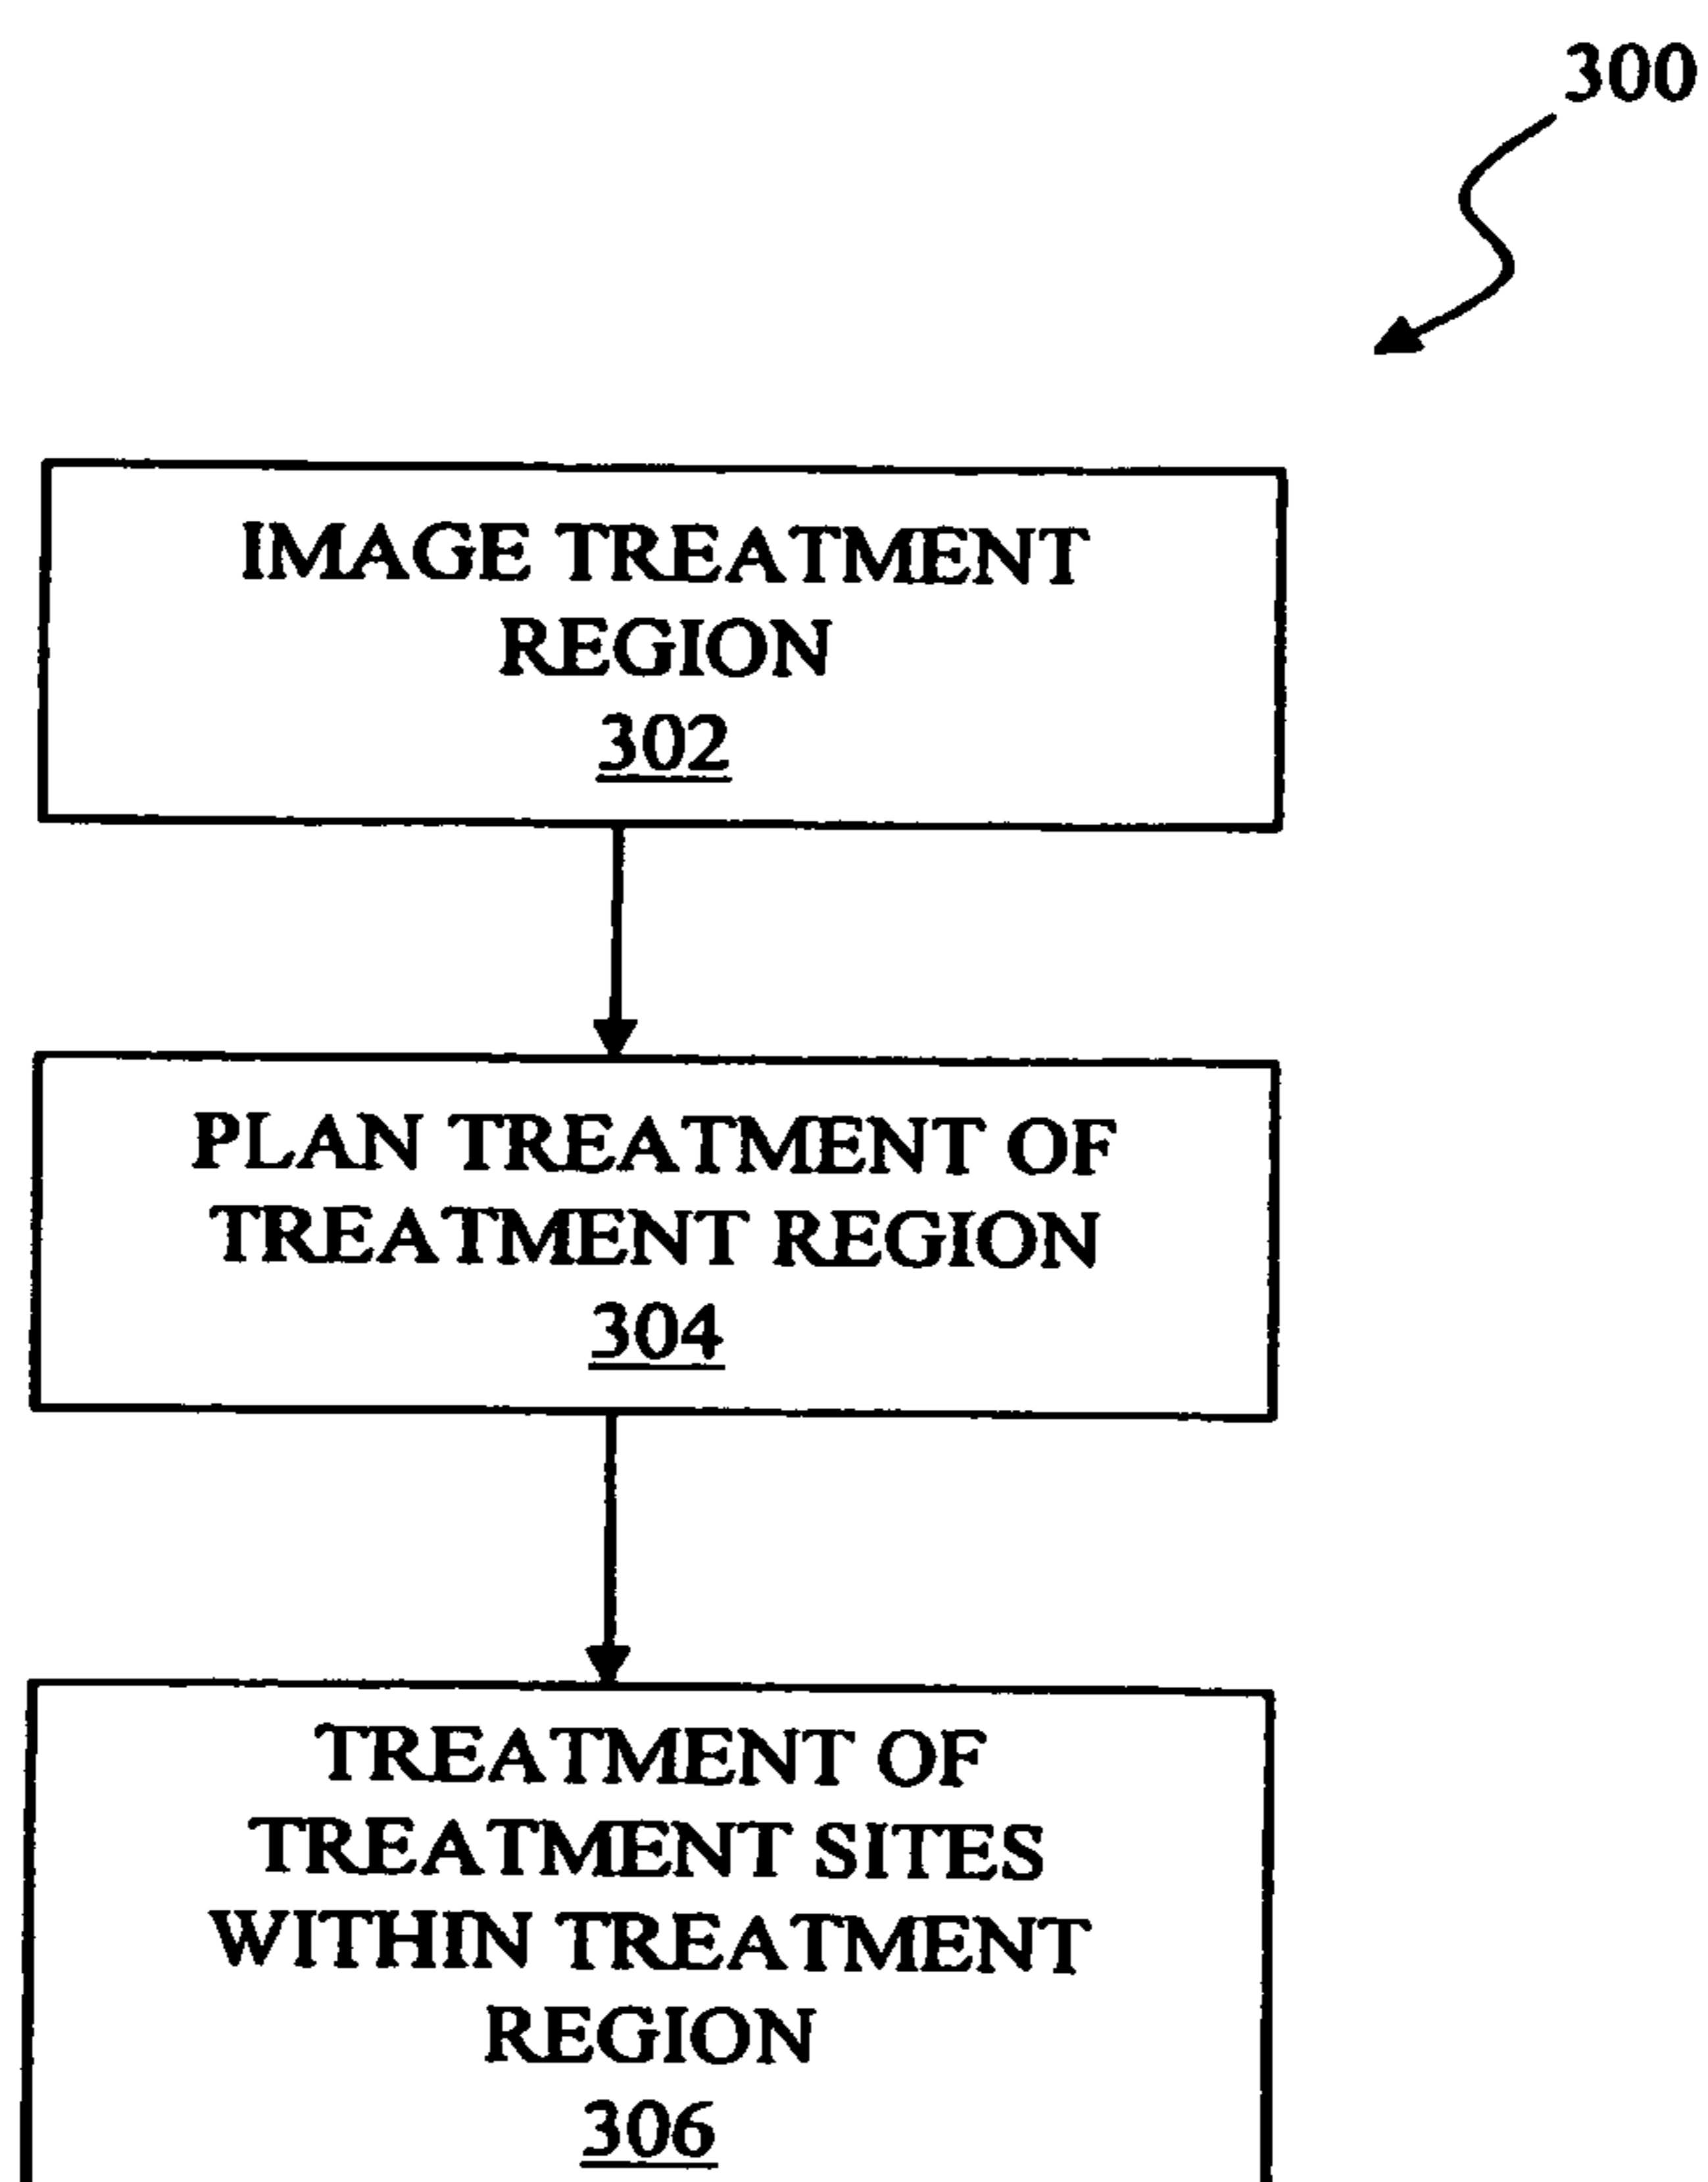 300
IMAGE TREATMENT
REGION
302
PLAN TREATMENT OF
TREATMENT REGION
304
TREATMENT OF
TREATMENT SITES
WITHIN TREATMENT
REGION
306